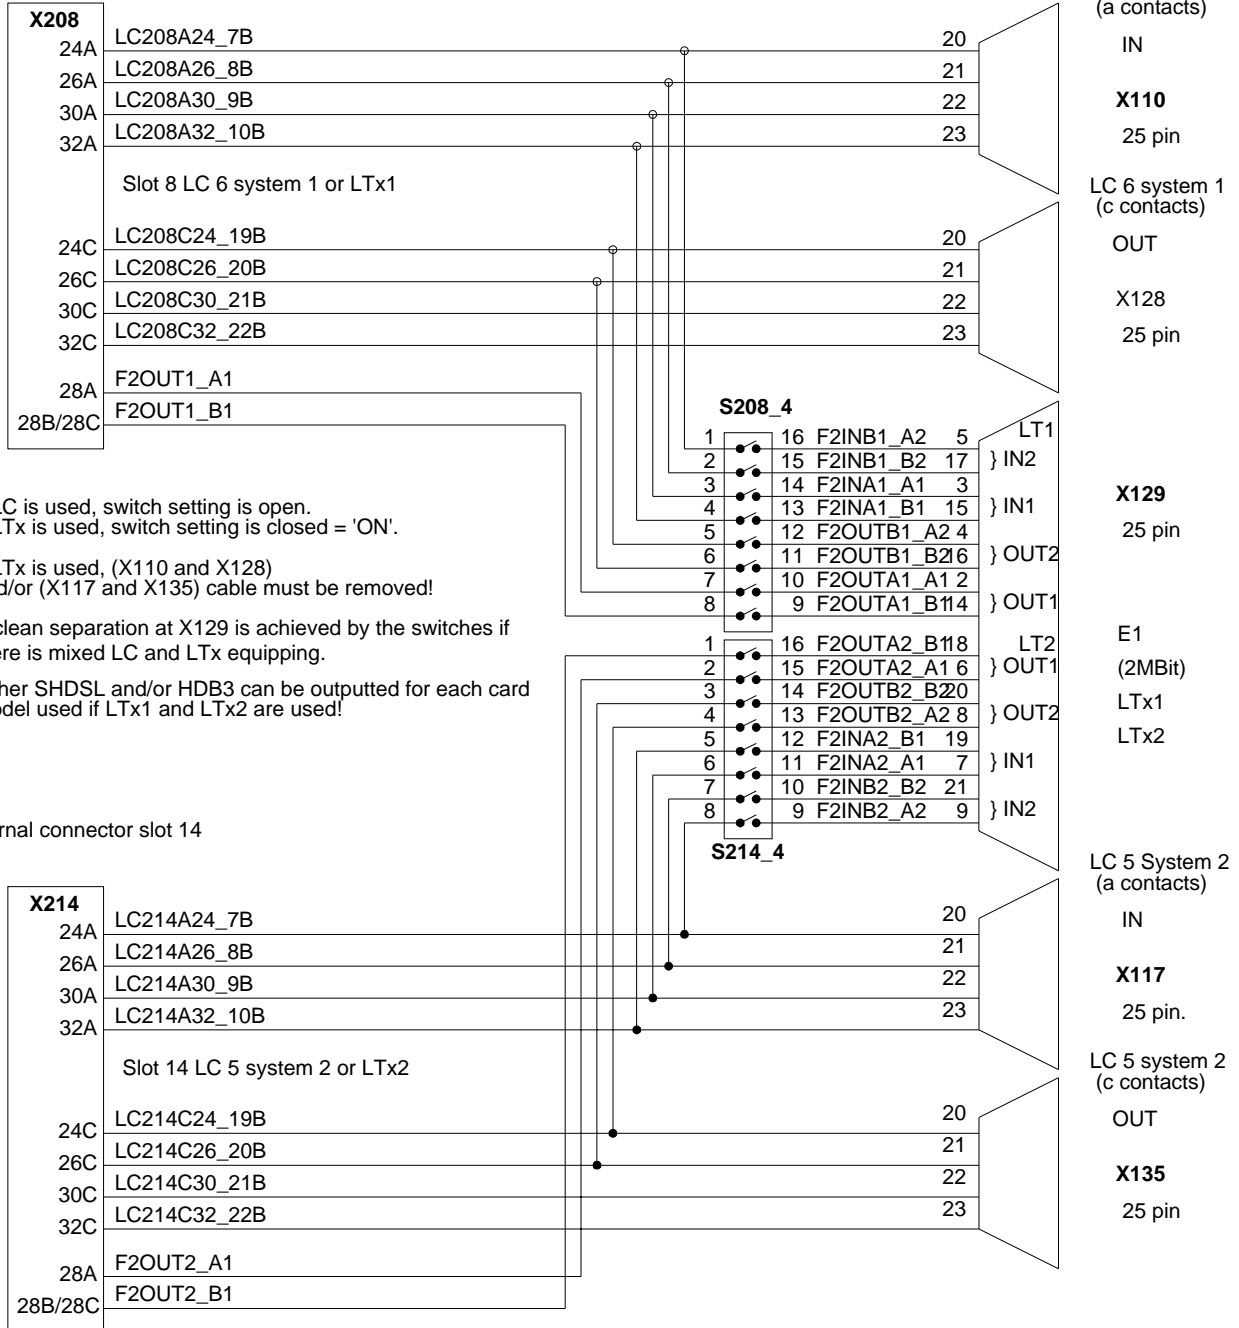 (a contacts)
X208
24A LC208A24_7B 20 IN
26A LC208A26_8B 21
30A LC208A30_9B 22 X110
32A LC208A32_10B 23 25 pin
Slot 8 LC 6 system 1 or LTx1
LC 6 system 1
(c contacts)
24C LC208C24_19B 20 OUT
26C LC208C26_20B 21
30C LC208C30_21B 22 X128
32C LC208C32_22B 23 25 pin
28A F2OUT1_A1
28B/28C F2OUT1_B1
S208_4
LT1
1 16 F2INB1_A2 5
2 15 F2INB1_B2 17 } IN2
3 14 F2INA1_A1 3
4 13 F2INA1_B1 15 } IN1
5 12 F2OUTB1_A2 4
6 11 F2OUTB1_B2 16 } OUT2
7 10 F2OUTA1_A1 2
8 9 F2OUTA1_B1 14 } OUT1
X129
25 pin
is used, switch setting is open.
LTx is used, switch setting is closed = 'ON'.
LTx is used, (X110 and X128)
(X117 and X135) cable must be removed!
clean separation at X129 is achieved by the switches if
is mixed LC and LTx equipping.
SHDSL and/or HDB3 can be outputted for each card
used if LTx1 and LTx2 are used!
1 16 F2OUTA2_B1 18 LT2
2 15 F2OUTA2_A1 6 } OUT1
3 14 F2OUTB2_B2 20
4 13 F2OUTB2_A2 8 } OUT2
5 12 F2INA2_B1 19
6 11 F2INA2_A1 7 } IN1
7 10 F2INB2_B2 21
8 9 F2INB2_A2 9 } IN2
S214_4
E1
(2MBit)
LTx1
LTx2
connector slot 14
LC 5 System 2
(a contacts)
X214
24A LC214A24_7B 20 IN
26A LC214A26_8B 21
30A LC214A30_9B 22 X117
32A LC214A32_10B 23 25 pin.
Slot 14 LC 5 system 2 or LTx2
LC 5 system 2
(c contacts)
24C LC214C24_19B 20 OUT
26C LC214C26_20B 21
30C LC214C30_21B 22 X135
32C LC214C32_22B 23 25 pin
28A F2OUT2_A1
28B/28C F2OUT2_B1